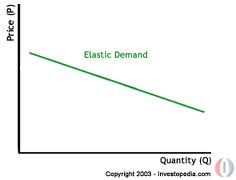 Price (P)
Elastic Demand
Quantity (Q)
Copyright 2003 - Investopedia.com